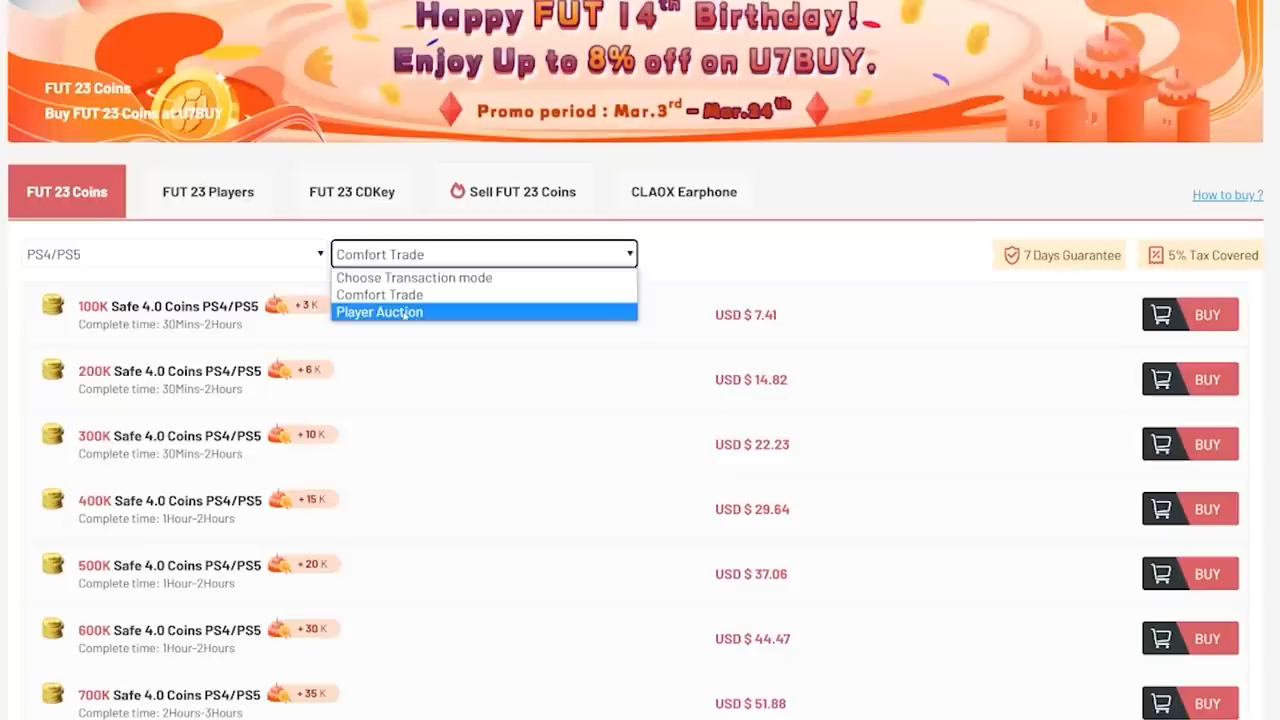 Happy FUT 14th Birthday!
Enjoy Up to 8% off on U7BUY.
Promo period : Mar.3rd - Mar.24th
FUT 23 Coins
Buy FUT 23 Coins at U7BUY
FUT 23 Coins
FUT 23 Players
FUT 23 CDKey
Sell FUT 23 Coins
CLAOX Earphone
How to buy ?
PS4/PS5
Comfort Trade
7 Days Guarantee
5% Tax Covered
Choose Transaction mode
Comfort Trade
Player Auction
100K Safe 4.0 Coins PS4/PS5 +3 K
Complete time: 30Mins-2Hours
USD $ 7.41
BUY
200K Safe 4.0 Coins PS4/PS5 +6 K
Complete time: 30Mins-2Hours
USD $ 14.82
BUY
300K Safe 4.0 Coins PS4/PS5 +10 K
Complete time: 30Mins-2Hours
USD $ 22.23
BUY
400K Safe 4.0 Coins PS4/PS5 +15 K
Complete time: 1Hour-2Hours
USD $ 29.64
BUY
500K Safe 4.0 Coins PS4/PS5 +20 K
Complete time: 1Hour-2Hours
USD $ 37.06
BUY
600K Safe 4.0 Coins PS4/PS5 +30 K
Complete time: 1Hour-2Hours
USD $ 44.47
BUY
700K Safe 4.0 Coins PS4/PS5 +35 K
Complete time: 2Hours-3Hours
USD $ 51.88
BUY